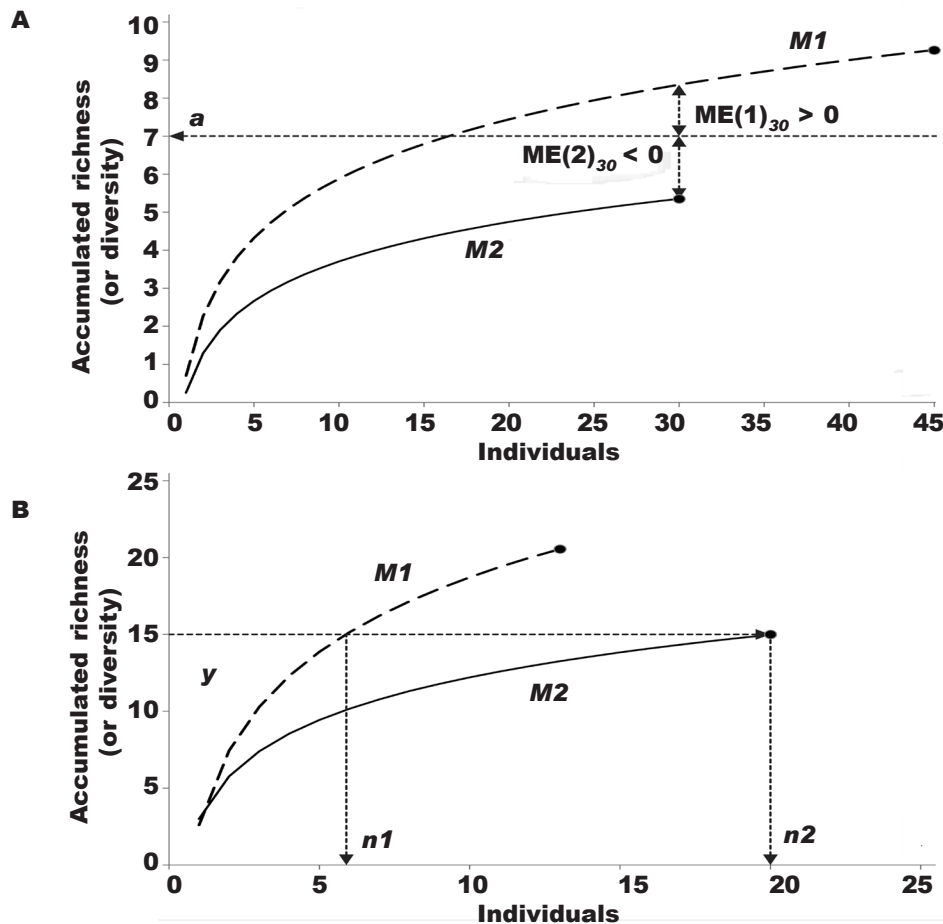 A
Accumulated richness
(or diversity)
10
9
8
7
6
5
4
3
2
1
0
a
M1
ME(1)30 > 0
ME(2)30 < 0
M2
0 5 10 15 20 25 30 35 40 45
Individuals
B
Accumulated richness
(or diversity)
25
20
15
10
5
0
M1
y
M2
n1
n2
0 5 10 15 20 25
Individuals